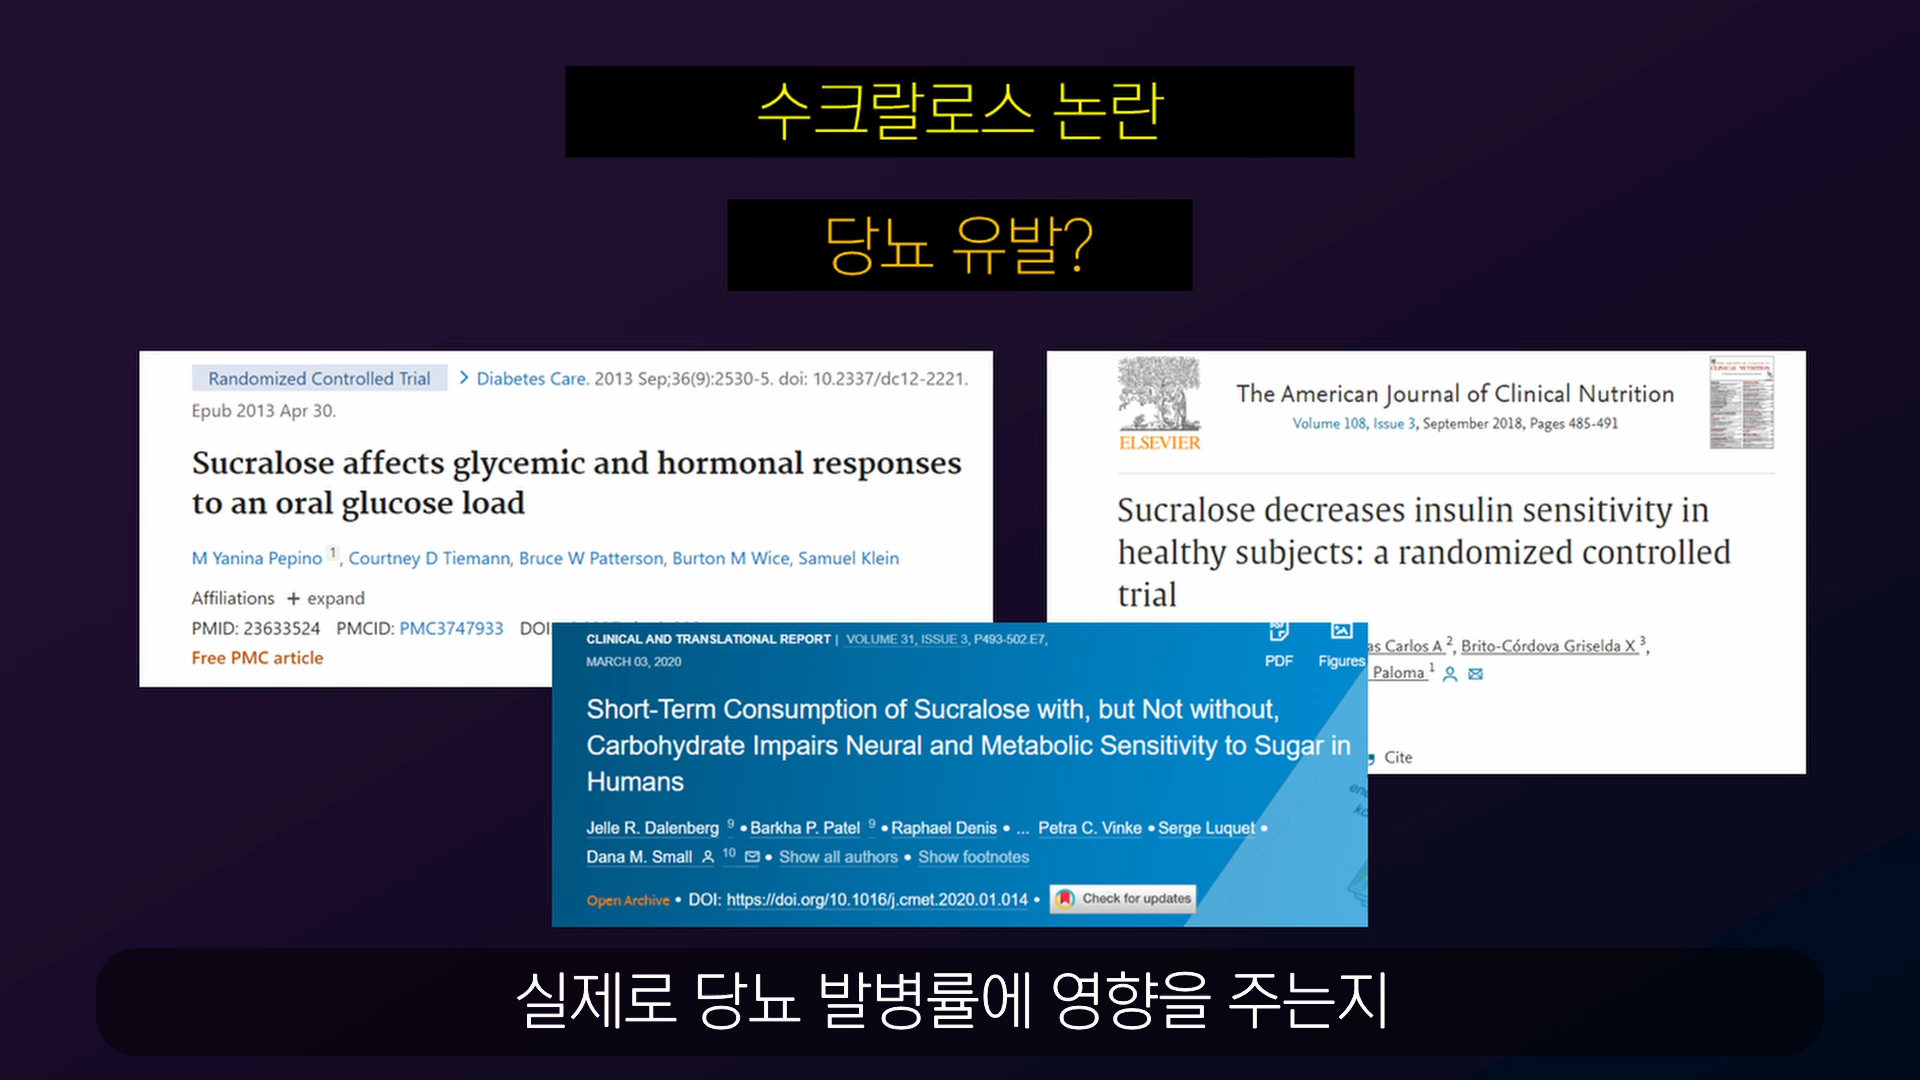 수크랄로스 논란
당뇨 유발?
Randomized Controlled Trial > Diabetes Care. 2013 Sep;36(9):2530-5. doi: 10.2337/dc12-2221.
Epub 2013 Apr 30.
Sucralose affects glycemic and hormonal responses
to an oral glucose load
M Yanina Pepino 1, Courtney D Tiemann, Bruce W Patterson, Burton M Wice, Samuel Klein
Affiliations + expand
PMID: 23633524 PMCID: PMC3747933 DOI:
Free PMC article
ELSEVIER
The American Journal of Clinical Nutrition
Volume 108, Issue 3, September 2018, Pages 485-491
Sucralose decreases insulin sensitivity in
healthy subjects: a randomized controlled
trial
as Carlos A 2, Brito-Córdova Griselda X 3,
Paloma 1
Cite
CLINICAL AND TRANSLATIONAL REPORT | VOLUME 31, ISSUE 3, P493-502.E7,
MARCH 03, 2020
PDF Figures
Short-Term Consumption of Sucralose with, but Not without,
Carbohydrate Impairs Neural and Metabolic Sensitivity to Sugar in
Humans
Jelle R. Dalenberg 9 • Barkha P. Patel 9 • Raphael Denis • ... Petra C. Vinke • Serge Luquet •
Dana M. Small 10 • Show all authors • Show footnotes
Open Archive • DOI: https://doi.org/10.1016/j.cmet.2020.01.014 • Check for updates
실제로 당뇨 발병률에 영향을 주는지